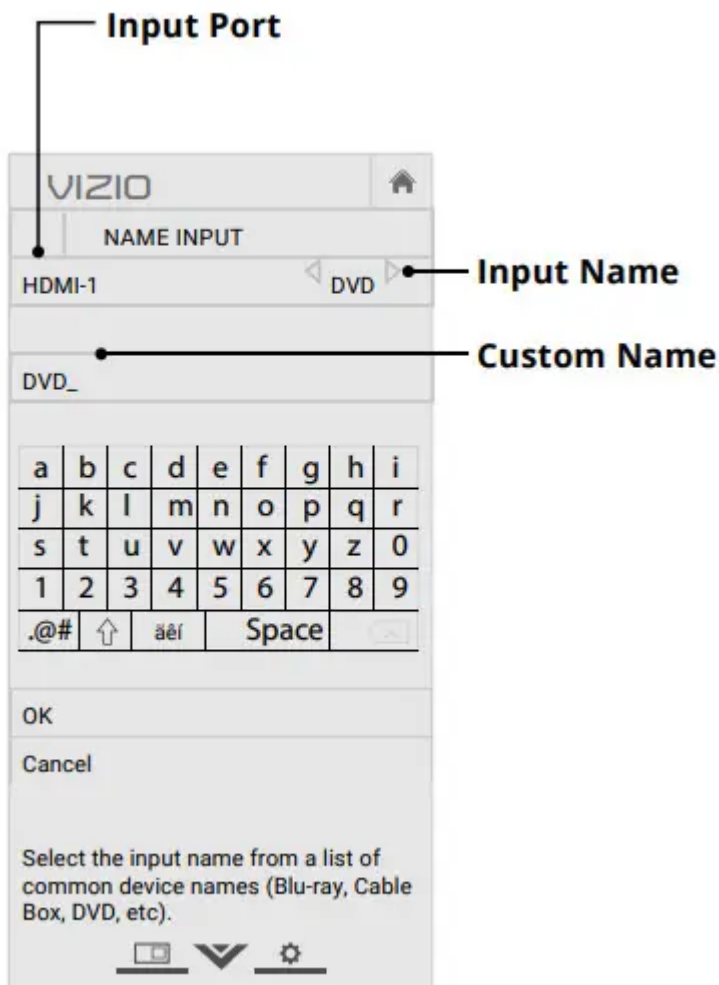 Input Port
VIZIO
NAME INPUT
HDMI-1 DVD
Input Name
Custom Name
DVD_
a b c d e f g h i
j k l m n o p q r
s t u v w x y z 0
1 2 3 4 5 6 7 8 9
.@# äêí Space
OK
Cancel
Select the input name from a list of
common device names (Blu-ray, Cable
Box, DVD, etc).